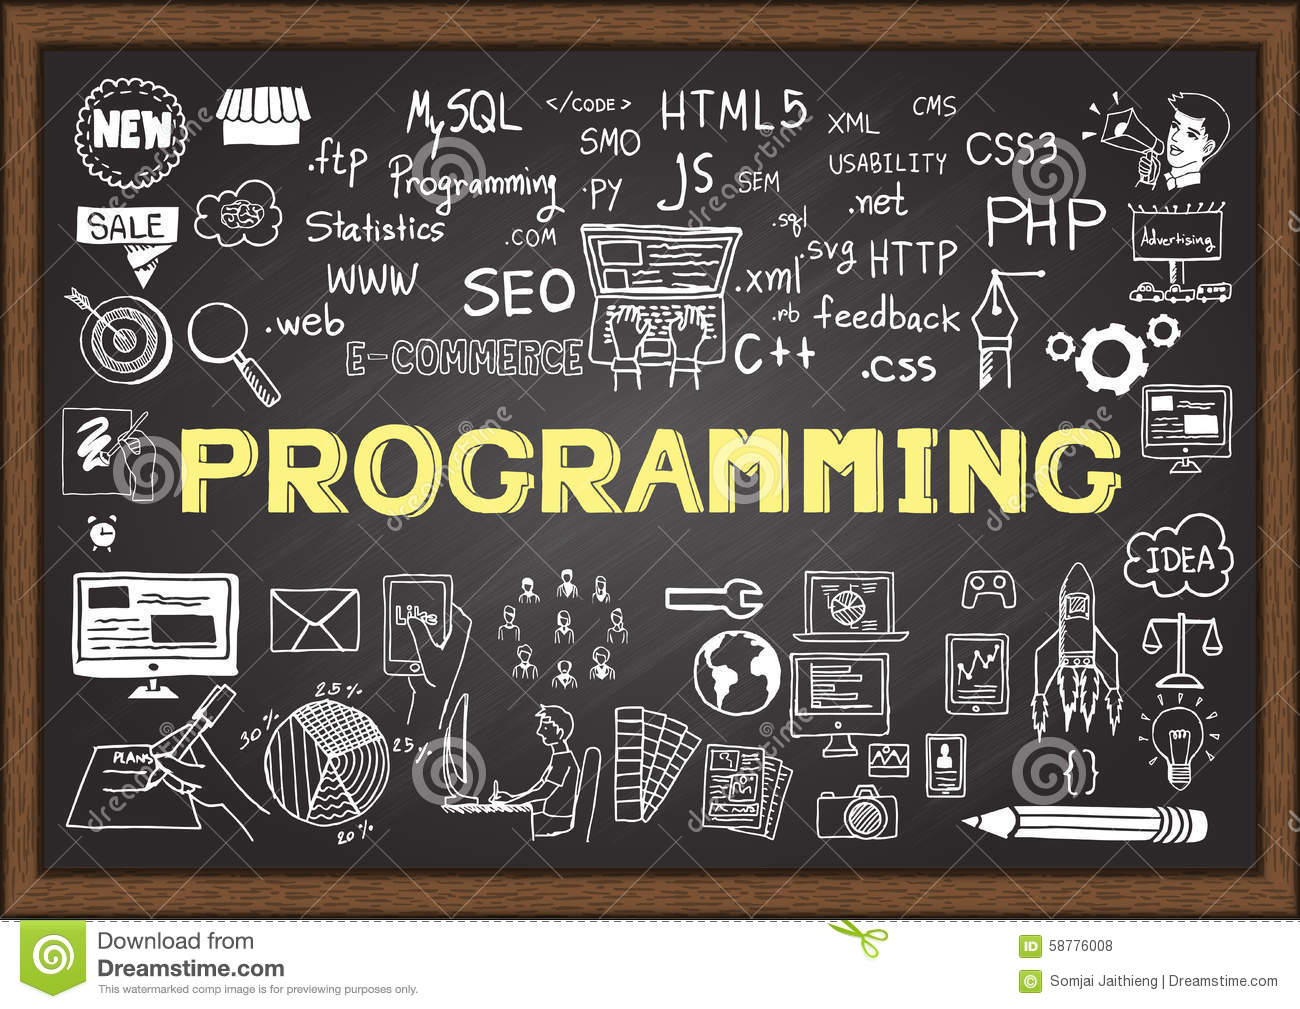 NEW
MySQL
</CODE>
HTML5
XML
CMS
SMO
CSS3
.ftp
Programming
.PY
JS
SEM
USABILITY
.net
PHP
Advertising
SALE
Statistics
.COM
.sql
.svg
HTTP
WWW
SEO
.xml
.web
.rb
feedback
E-COMMERCE
C++
.css
PROGRAMMING
IDEA
Like
25%
30%
25%
20%
PLANS
{}
dreamstime
Download from
Dreamstime.com
This watermarked comp image is for previewing purposes only.
ID 58776008
© Somjai Jaithieng | Dreamstime.com